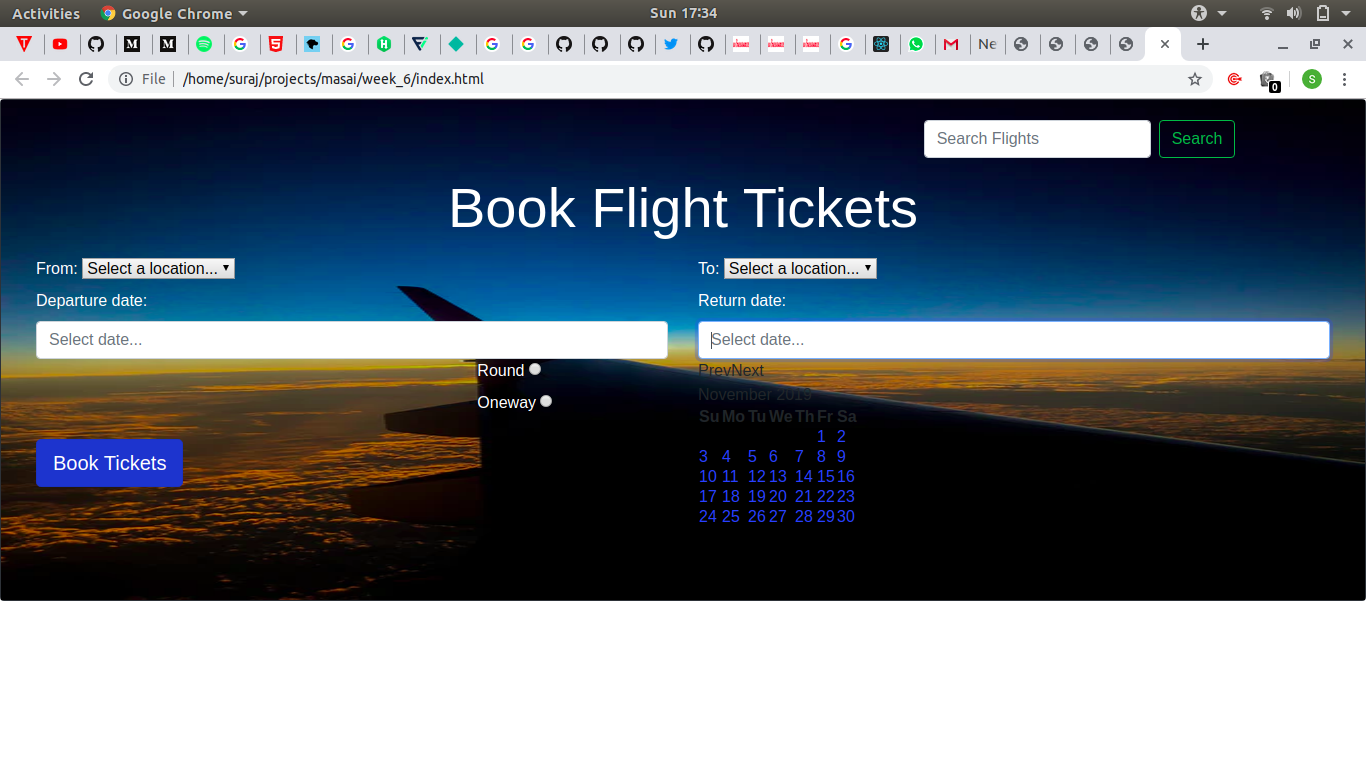 Activities Google Chrome Sun 17:34
Ne
File /home/suraj/projects/masai/week_6/index.html S 0
Search Flights Search
Book Flight Tickets
From: Select a location... To: Select a location...
Departure date: Return date:
Select date... Select date...
Round PrevNext
November 2019
Oneway Su Mo Tu We Th Fr Sa
1 2
Book Tickets 3 4 5 6 7 8 9
10 11 12 13 14 15 16
17 18 19 20 21 22 23
24 25 26 27 28 29 30